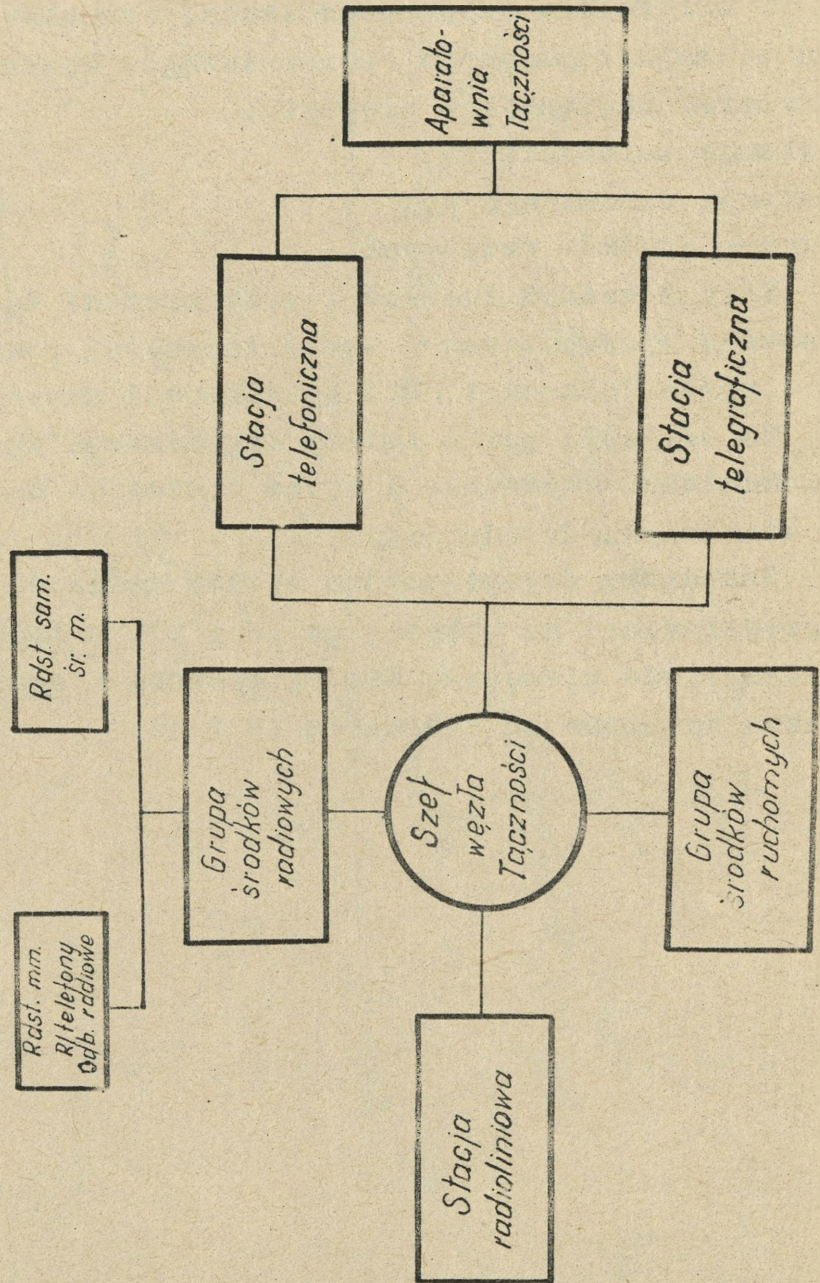 Rdst. mm.
R/telefony
Odb. radiowe
Rdst sam.
śr. m.
Grupa
środków
radiowych
Stacja
telefoniczna
Stacja
radioliniowa
Szef
węzła
łączności
Aparato-
wnia
łączności
Grupa
środków
ruchomych
Stacja
telegraficzna